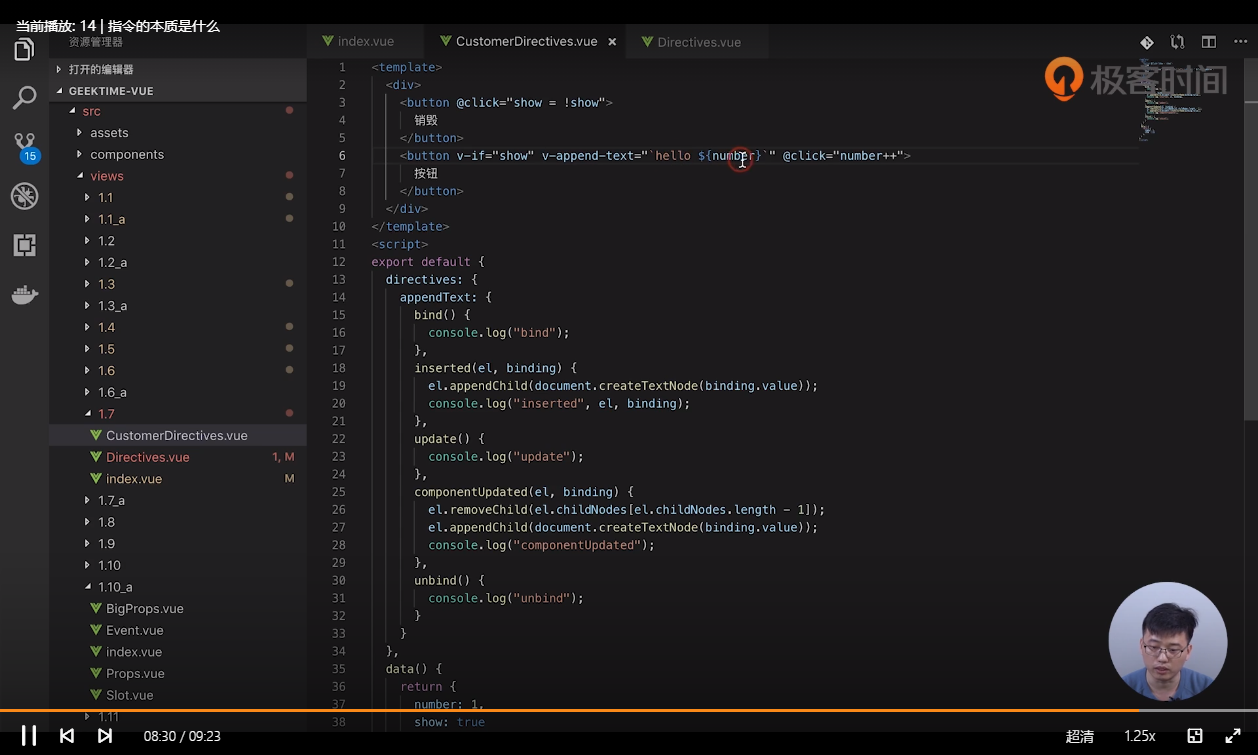 当前播放: 14 | 指令的本质是什么
资源管理器
index.vue
CustomerDirectives.vue ×
Directives.vue
极客时间
打开的编辑器
GEEKTIME-VUE
src
assets
components
15
views
1.1
1.1_a
1.2
1.2_a
1.3
1.3_a
1.4
1.5
1.6
1.6_a
1.7
CustomerDirectives.vue
Directives.vue 1, M
index.vue M
1.7_a
1.8
1.9
1.10
1.10_a
BigProps.vue
Event.vue
index.vue
Props.vue
Slot.vue
1.11
1 <template>
2 <div>
3 <button @click="show = !show">
4 销毁
5 </button>
6 <button v-if="show" v-append-text="`hello ${number}`" @click="number++">
7 按钮
8 </button>
9 </div>
10 </template>
11 <script>
12 export default {
13 directives: {
14 appendText: {
15 bind() {
16 console.log("bind");
17 },
18 inserted(el, binding) {
19 el.appendChild(document.createTextNode(binding.value));
20 console.log("inserted", el, binding);
21 },
22 update() {
23 console.log("update");
24 },
25 componentUpdated(el, binding) {
26 el.removeChild(el.childNodes[el.childNodes.length - 1]);
27 el.appendChild(document.createTextNode(binding.value));
28 console.log("componentUpdated");
29 },
30 unbind() {
31 console.log("unbind");
32 }
33 }
34 },
35 data() {
36 return {
37 number: 1,
38 show: true
08:30 / 09:23
超清
1.25x